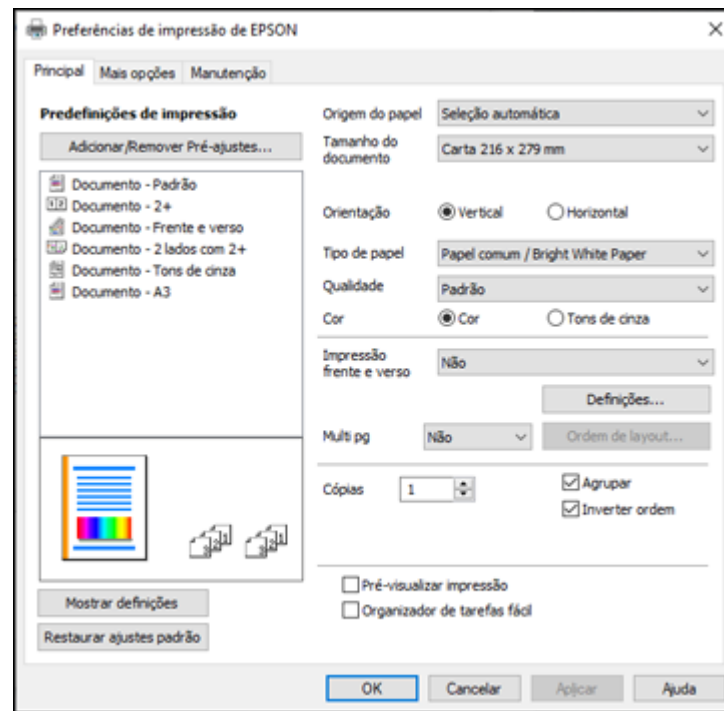 Preferências de impressão de EPSON
Principal
Mais opções
Manutenção
Predefinições de impressão
Adicionar/Remover Pré-ajustes...
Documento - Padrão
Documento - 2+
Documento - Frente e verso
Documento - 2 lados com 2+
Documento - Tons de cinza
Documento - A3
Mostrar definições
Restaurar ajustes padrão
Origem do papel
Seleção automática
Tamanho do
documento
Carta 216 x 279 mm
Orientação
Vertical
Horizontal
Tipo de papel
Papel comum / Bright White Paper
Qualidade
Padrão
Cor
Cor
Tons de cinza
Impressão
frente e verso
Não
Definições...
Multi pg
Não
Ordem de layout...
Cópias
1
Agrupar
Inverter ordem
Pré-visualizar impressão
Organizador de tarefas fácil
OK
Cancelar
Aplicar
Ajuda